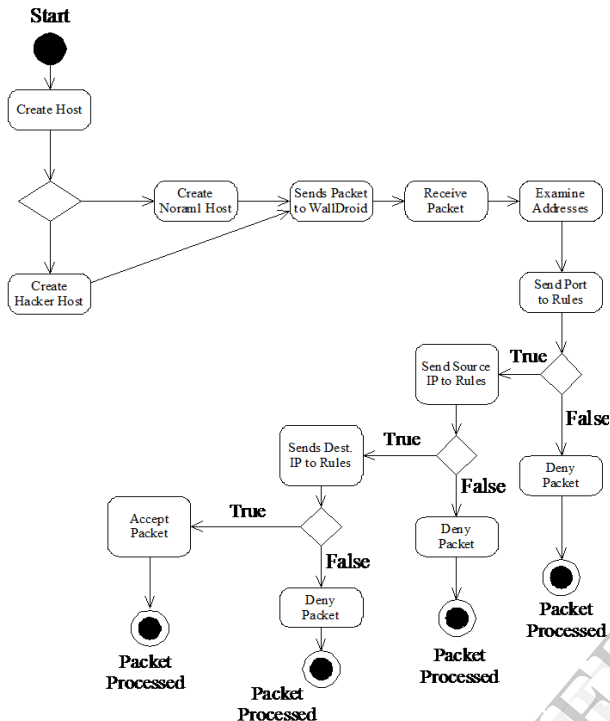 Start
Create Host
Create
Noraml Host
Sends Packet
to WallDroid
Receive
Packet
Examine
Addresses
Create
Hacker Host
Send Port
to Rules
True
Send Source
IP to Rules
False
True
Sends Dest.
IP to Rules
Deny
Packet
False
True
Accept
Packet
Deny
Packet
False
Deny
Packet
Packet
Processed
Packet
Processed
Packet
Processed
Packet
Processed